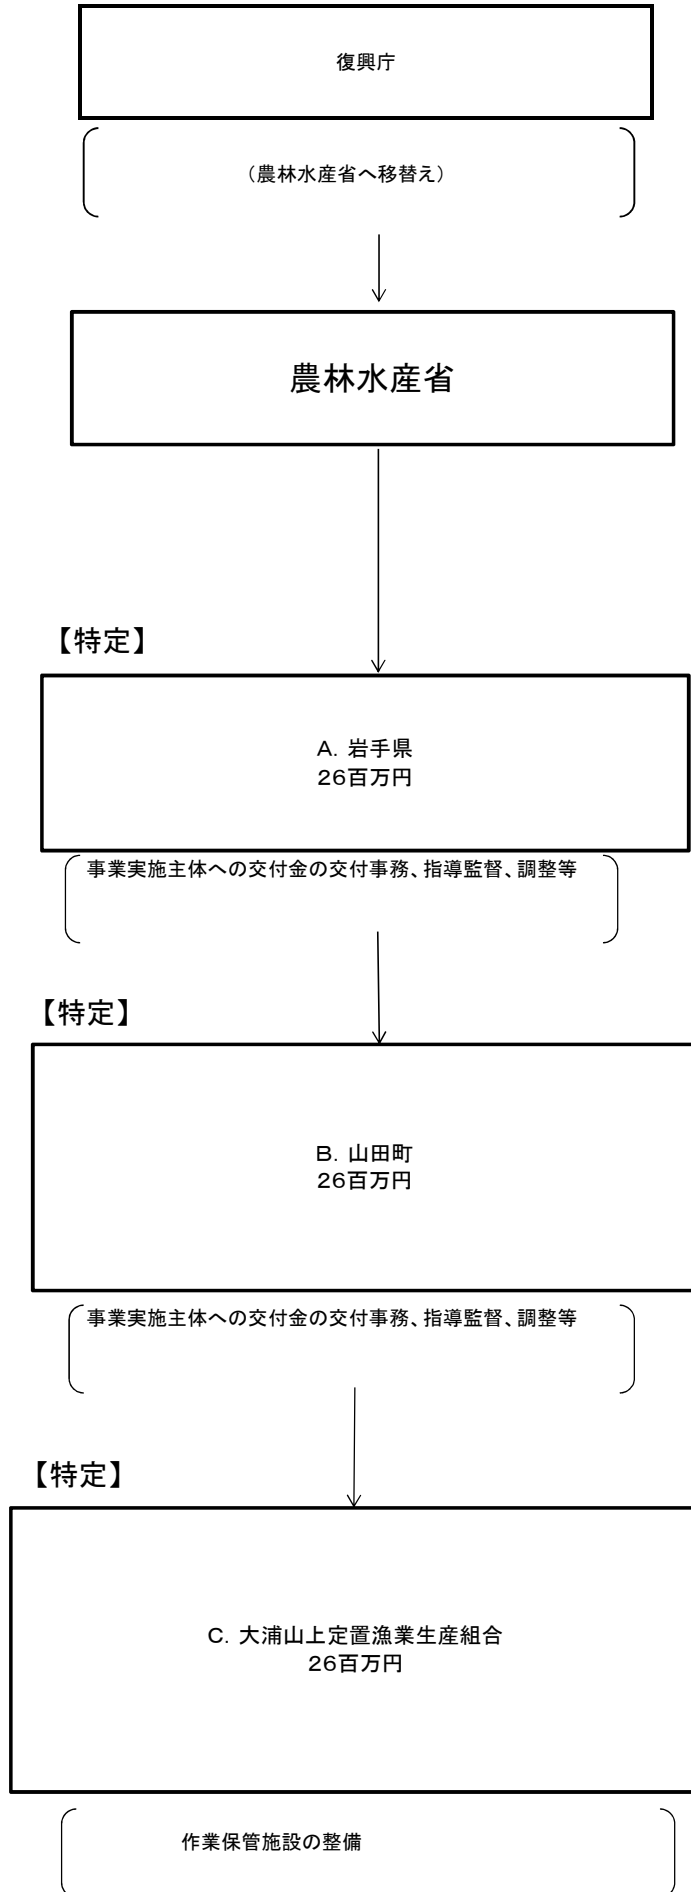 復興庁
（農林水産省へ移替え）
農林水産省
【特定】
A．岩手県
26百万円
事業実施主体への交付金の交付事務、指導監督、調整等
【特定】
B．山田町
26百万円
事業実施主体への交付金の交付事務、指導監督、調整等
【特定】
C．大浦山上定置漁業生産組合
26百万円
作業保管施設の整備